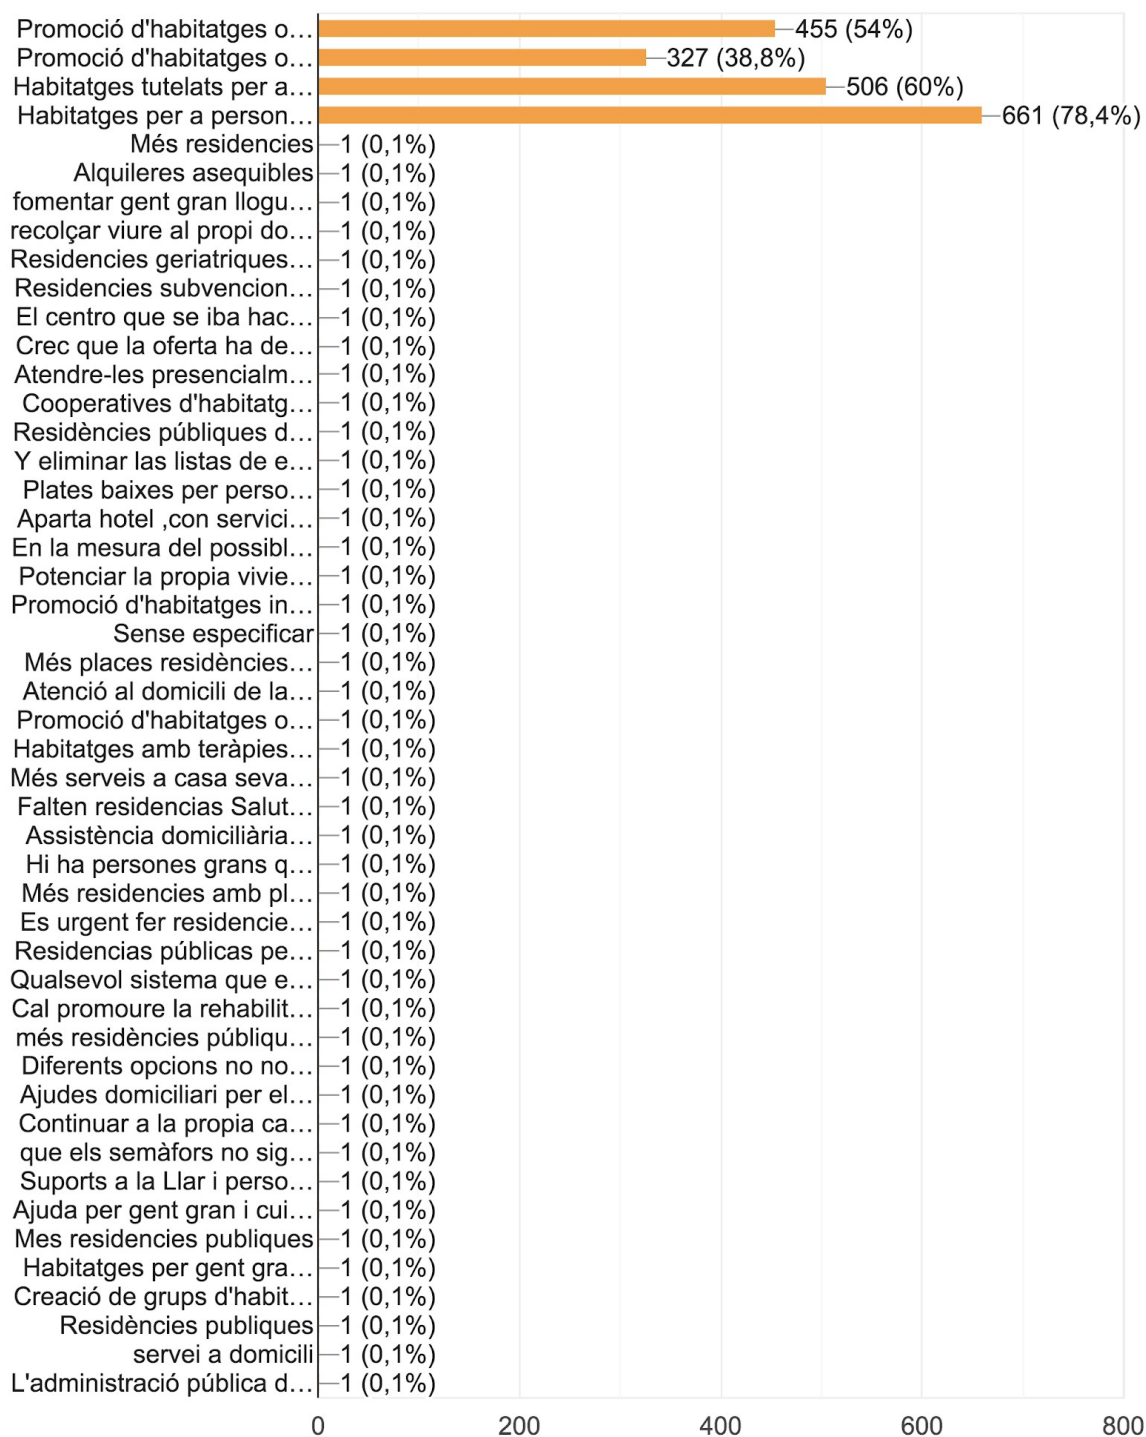 Promoció d'habitatges o… 455 (54%)
Promoció d'habitatges o… 327 (38,8%)
Habitatges tutelats per a… 506 (60%)
Habitatges per a person… 661 (78,4%)
Més residencies 1 (0,1%)
Alquileres asequibles 1 (0,1%)
fomentar gent gran llogu… 1 (0,1%)
recolçar viure al propi do… 1 (0,1%)
Residencies geriatriques… 1 (0,1%)
Residencies subvencion… 1 (0,1%)
El centro que se iba hac… 1 (0,1%)
Crec que la oferta ha de… 1 (0,1%)
Atendre-les presencialm… 1 (0,1%)
Cooperatives d'habitatg… 1 (0,1%)
Residències públiques d… 1 (0,1%)
Y eliminar las listas de e… 1 (0,1%)
Plates baixes per perso… 1 (0,1%)
Aparta hotel ,con servici… 1 (0,1%)
En la mesura del possibl… 1 (0,1%)
Potenciar la propia vivie… 1 (0,1%)
Promoció d'habitatges in… 1 (0,1%)
Sense especificar 1 (0,1%)
Més places residències… 1 (0,1%)
Atenció al domicili de la… 1 (0,1%)
Promoció d'habitatges o… 1 (0,1%)
Habitatges amb teràpies… 1 (0,1%)
Més serveis a casa seva… 1 (0,1%)
Falten residencias Salut… 1 (0,1%)
Assistència domiciliària… 1 (0,1%)
Hi ha persones grans q… 1 (0,1%)
Més residencies amb pl… 1 (0,1%)
Es urgent fer residencie… 1 (0,1%)
Residencias públicas pe… 1 (0,1%)
Qualsevol sistema que e… 1 (0,1%)
Cal promoure la rehabilit… 1 (0,1%)
més residències públiqu… 1 (0,1%)
Diferents opcions no no… 1 (0,1%)
Ajudes domiciliari per el… 1 (0,1%)
Continuar a la propia ca… 1 (0,1%)
que els semàfors no sig… 1 (0,1%)
Suports a la Llar i perso… 1 (0,1%)
Ajuda per gent gran i cui… 1 (0,1%)
Mes residencies publiques 1 (0,1%)
Habitatges per gent gra… 1 (0,1%)
Creació de grups d'habit… 1 (0,1%)
Residències publiques 1 (0,1%)
servei a domicili 1 (0,1%)
L'administració pública d… 1 (0,1%)
0 200 400 600 800